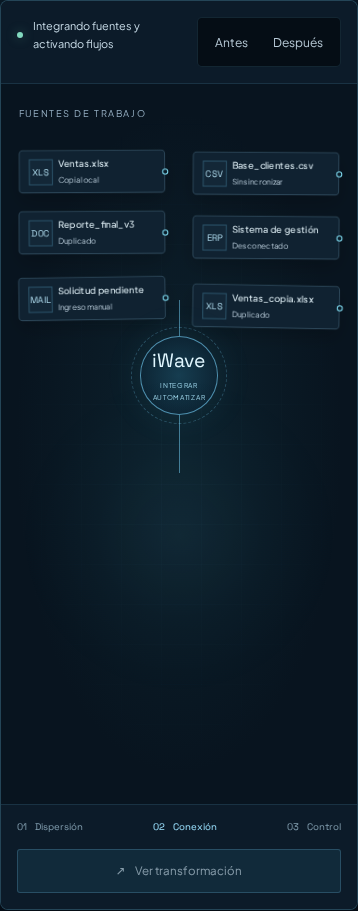 Integrando fuentes y
activando flujos
Antes
Después
FUENTES DE TRABAJO
XLS
Ventas.xlsx
Copia local
CSV
Base_clientes.csv
Sin sincronizar
DOC
Reporte_final_v3
Duplicado
ERP
Sistema de gestión
Desconectado
MAIL
Solicitud pendiente
Ingreso manual
XLS
Ventas_copia.xlsx
Duplicado
iWave
INTEGRAR
AUTOMATIZAR
01 Dispersión
02 Conexión
03 Control
↗ Ver transformación